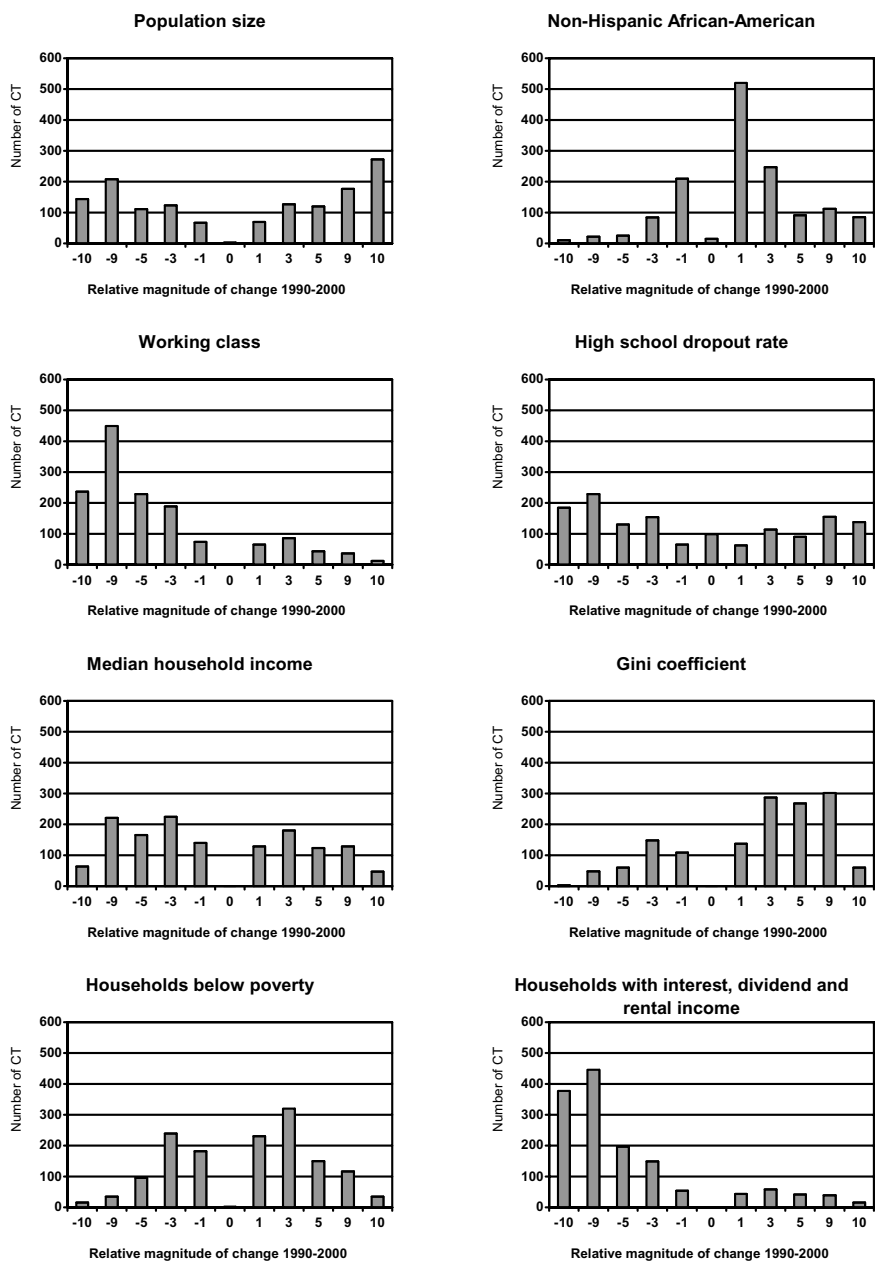 Population size
Number of CT
600
500
400
300
200
100
0
-10 -9 -5 -3 -1 0 1 3 5 9 10
Relative magnitude of change 1990-2000
Non-Hispanic African-American
Number of CT
600
500
400
300
200
100
0
-10 -9 -5 -3 -1 0 1 3 5 9 10
Relative magnitude of change 1990-2000
Working class
Number of CT
600
500
400
300
200
100
0
-10 -9 -5 -3 -1 0 1 3 5 9 10
Relative magnitude of change 1990-2000
High school dropout rate
Number of CT
600
500
400
300
200
100
0
-10 -9 -5 -3 -1 0 1 3 5 9 10
Relative magnitude of change 1990-2000
Median household income
Number of CT
600
500
400
300
200
100
0
-10 -9 -5 -3 -1 0 1 3 5 9 10
Relative magnitude of change 1990-2000
Gini coefficient
Number of CT
600
500
400
300
200
100
0
-10 -9 -5 -3 -1 0 1 3 5 9 10
Relative magnitude of change 1990-2000
Households below poverty
Number of CT
600
500
400
300
200
100
0
-10 -9 -5 -3 -1 0 1 3 5 9 10
Relative magnitude of change 1990-2000
Households with interest, dividend and
rental income
Number of CT
600
500
400
300
200
100
0
-10 -9 -5 -3 -1 0 1 3 5 9 10
Relative magnitude of change 1990-2000